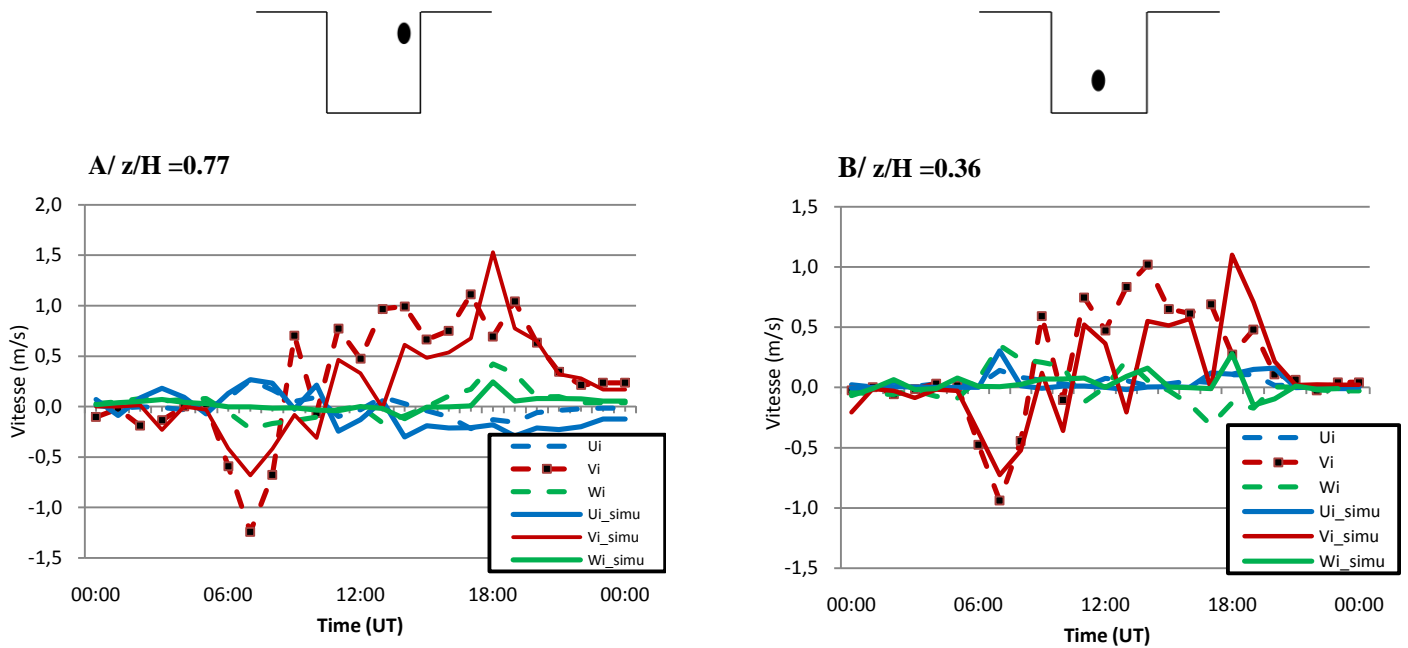 A/ z/H =0.77
2,0
1,5
1,0
0,5
0,0
-0,5
-1,0
-1,5
Vitesse (m/s)
00:00
06:00
12:00
18:00
00:00
Time (UT)
Ui
Vi
Wi
Ui_simu
Vi_simu
Wi_simu
B/ z/H =0.36
1,5
1,0
0,5
0,0
-0,5
-1,0
-1,5
Vitesse (m/s)
00:00
06:00
12:00
18:00
00:00
Time (UT)
Ui
Vi
Wi
Ui_simu
Vi_simu
Wi_simu